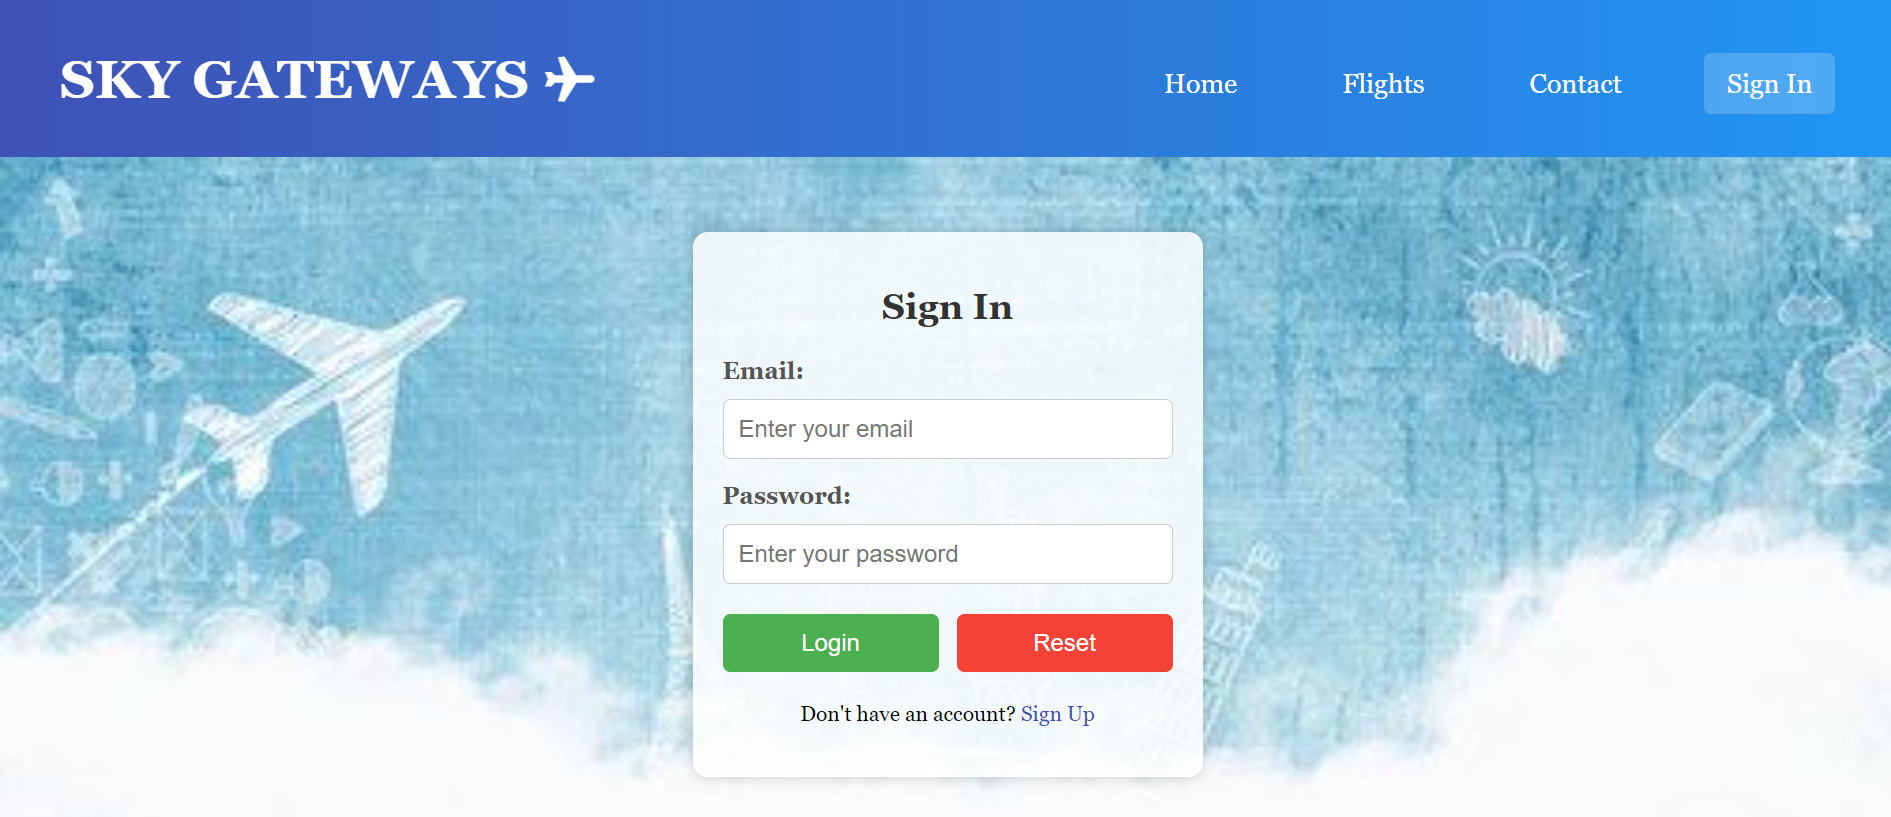 SKY GATEWAYS
Home Flights Contact Sign In
Sign In
Email:
Enter your email
Password:
Enter your password
Login Reset
Don't have an account? Sign Up